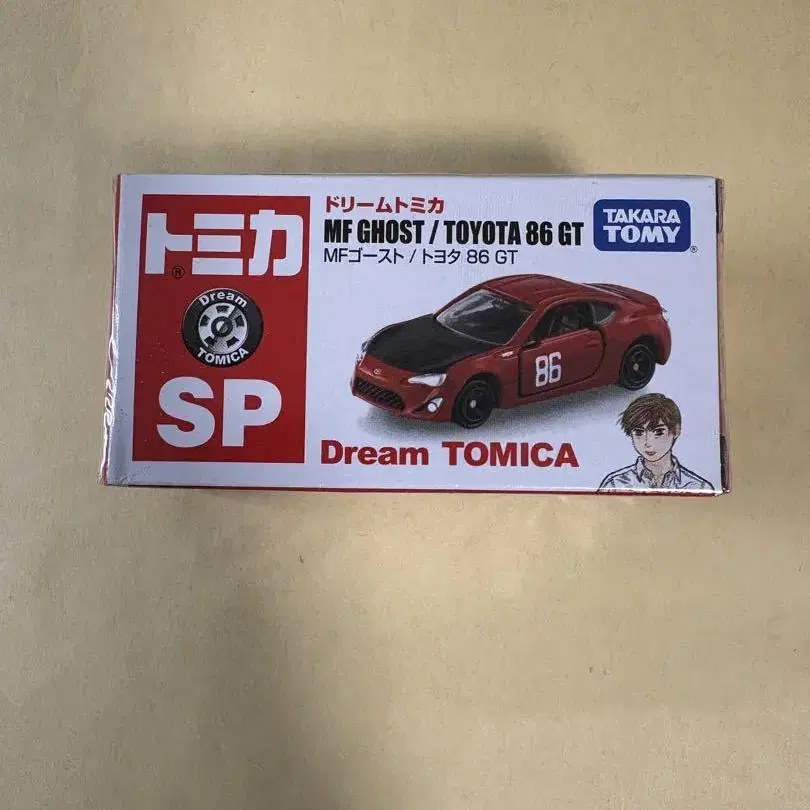 トミカ
®
Dream
TOMICA
SP
ドリームトミカ
MF GHOST / TOYOTA 86 GT
MFゴースト / トヨタ 86 GT
TAKARA
TOMY
®
86
Dream TOMICA